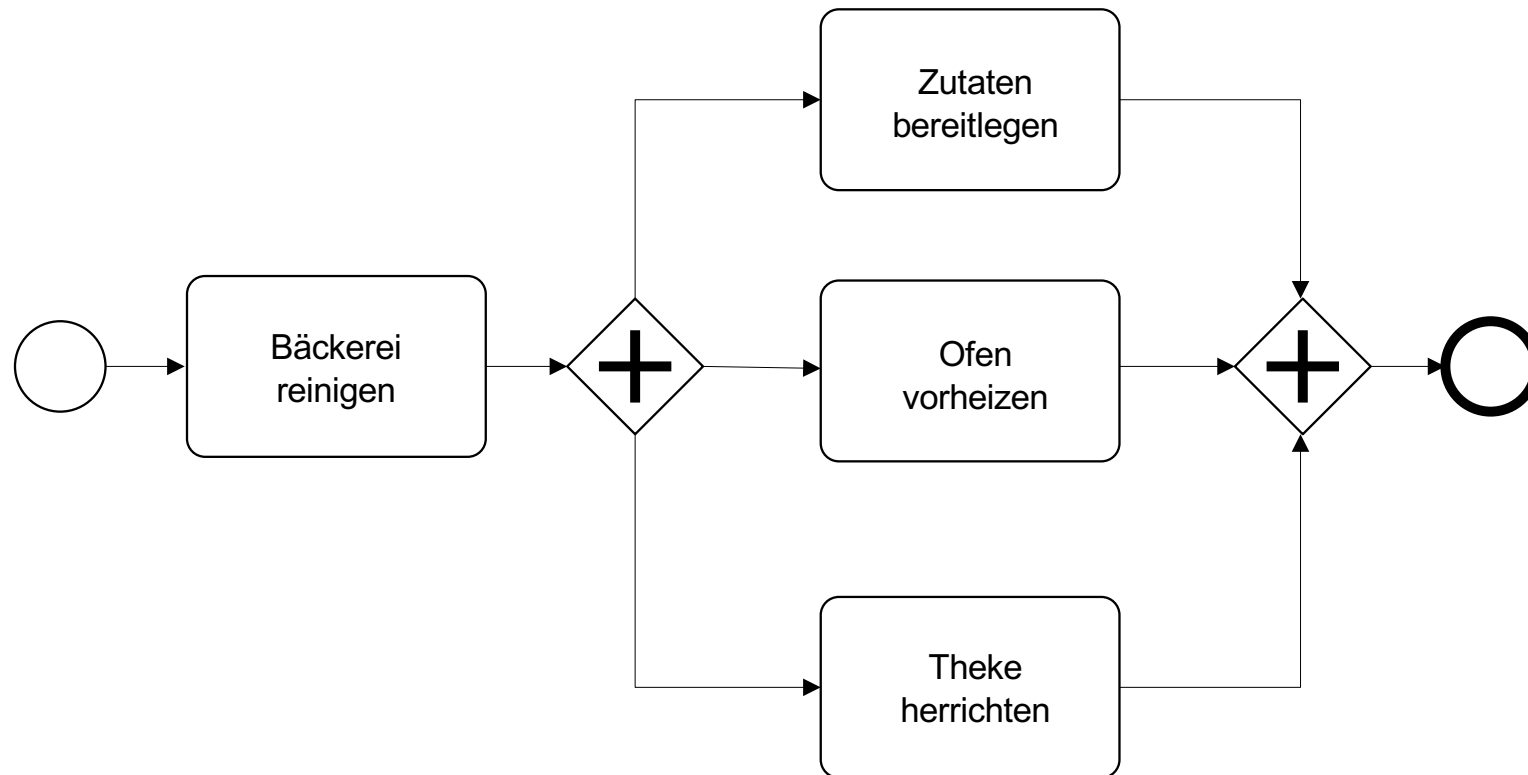 Zutaten
bereitlegen
Bäckerei
reinigen
Ofen
vorheizen
Theke
herrichten